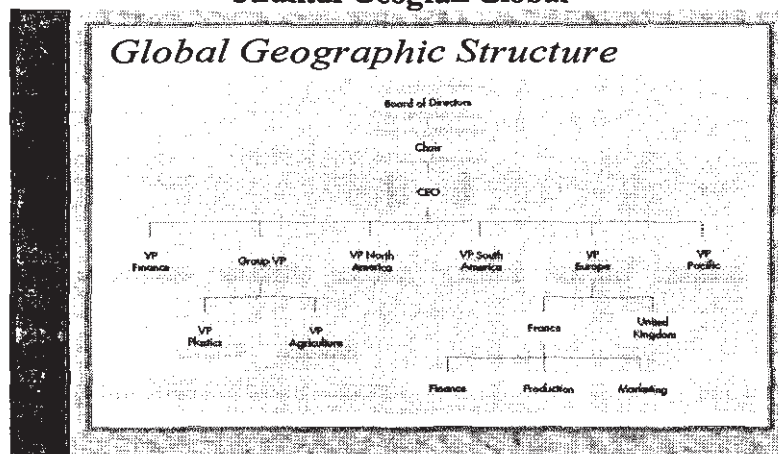 Global Geographic Structure
Board of Directors
Chair
CEO
VP
Finance
Group VP
VP North
America
VP South
America
VP
Europe
VP
Pacific
VP
Plastics
VP
Agriculture
France
United
Kingdom
Finance
Production
Marketing